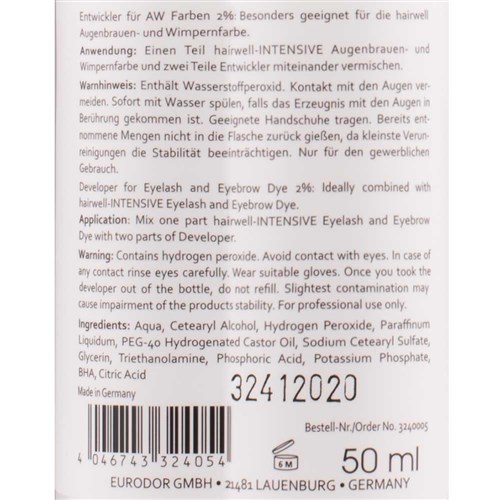 Entwickler für AW Farben 2%: Besonders geeignet für die hairwell
Augenbrauen- und Wimpernfarbe.
Anwendung: Einen Teil hairwell-INTENSIVE Augenbrauen- und
Wimpernfarbe und zwei Teile Entwickler miteinander vermischen.
Warnhinweis: Enthält Wasserstoffperoxid. Kontakt mit den Augen ver-
meiden. Sofort mit Wasser spülen, falls das Erzeugnis mit den Augen in
Berührung gekommen ist. Geeignete Handschuhe tragen. Bereits ent-
nommene Mengen nicht in die Flasche zurück gießen, da kleinste Verun-
reinigungen die Stabilität beeinträchtigen. Nur für den gewerblichen
Gebrauch.
Developer for Eyelash and Eyebrow Dye 2%: Ideally combined with
hairwell-INTENSIVE Eyelash and Eyebrow Dye.
Application: Mix one part hairwell-INTENSIVE Eyelash and Eyebrow
Dye with two parts of Developer.
Warning: Contains hydrogen peroxide. Avoid contact with eyes. In case of
any contact rinse eyes carefully. Wear suitable gloves. Once you took the
developer out of the bottle, do not refill. Slightest contamination may
cause impairment of the products stability. For professional use only.
Ingredients: Aqua, Cetearyl Alcohol, Hydrogen Peroxide, Paraffinum
Liquidum, PEG-40 Hydrogenated Castor Oil, Sodium Cetearyl Sulfate,
Glycerin, Triethanolamine, Phosphoric Acid, Potassium Phosphate,
BHA, Citric Acid
Made in Germany
32412020
Bestell-Nr./Order No. 3240005
4 046743 324054
6 M
50 ml
EURODOR GMBH • 21481 LAUENBURG • GERMANY